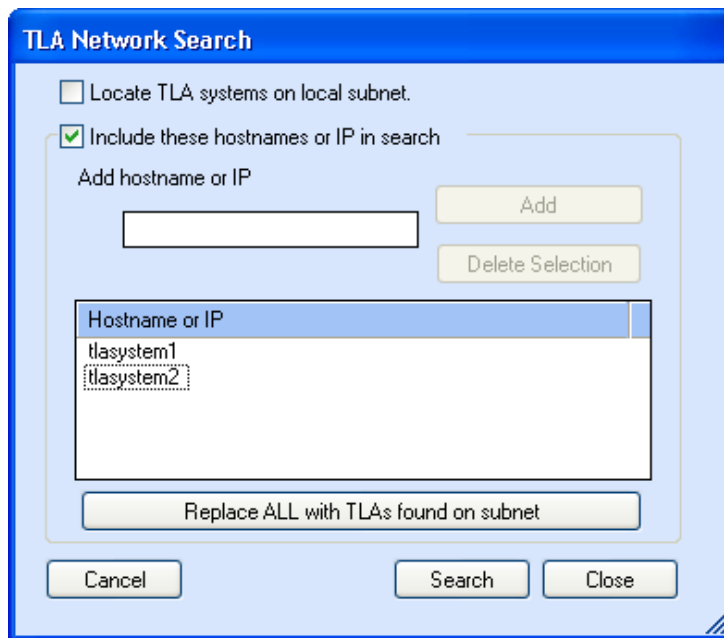 TLA Network Search
Locate TLA systems on local subnet.
Include these hostnames or IP in search
Add hostname or IP
Add
Delete Selection
Hostname or IP
tlasystem1
tlasystem2
Replace ALL with TLAs found on subnet
Cancel Search Close